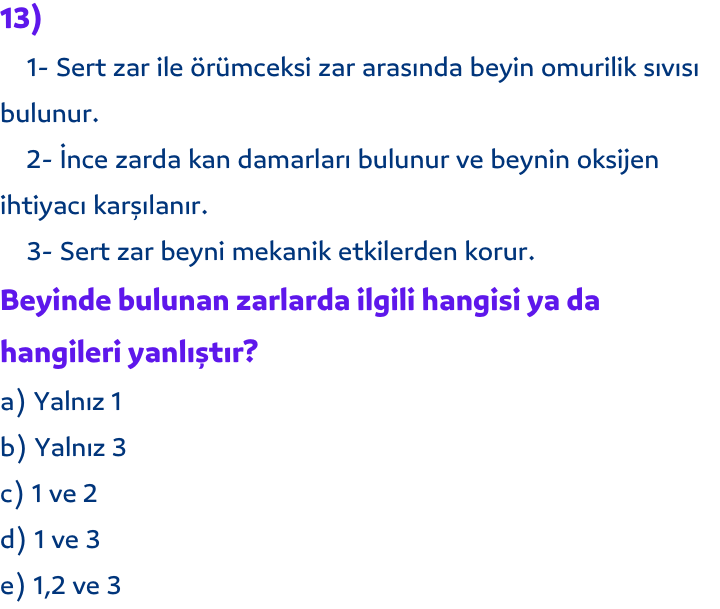 13)
1- Sert zar ile örümceksi zar arasında beyin omurilik sıvısı
bulunur.
2- İnce zarda kan damarları bulunur ve beynin oksijen
ihtiyacı karşılanır.
3- Sert zar beyni mekanik etkilerden korur.
Beyinde bulunan zarlarda ilgili hangisi ya da
hangileri yanlıştır?
a) Yalnız 1
b) Yalnız 3
c) 1 ve 2
d) 1 ve 3
e) 1,2 ve 3